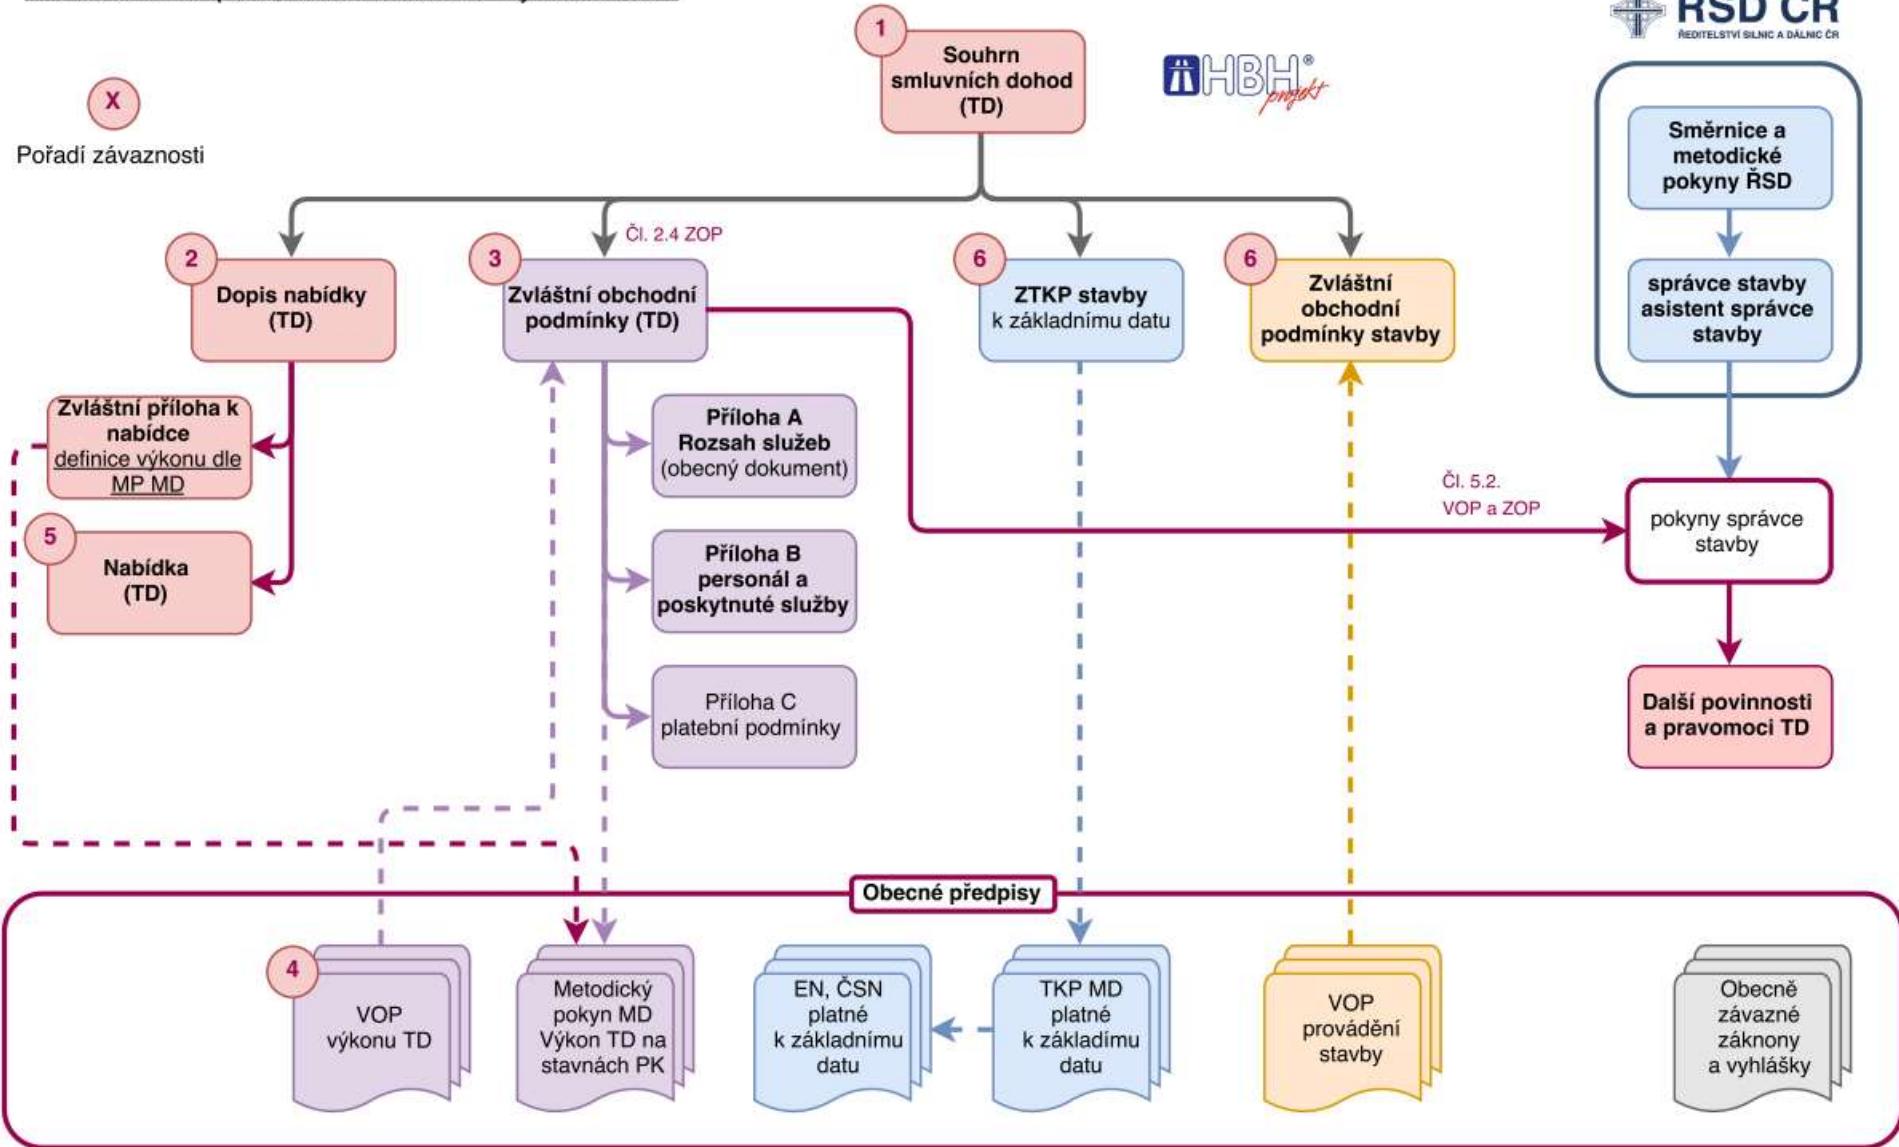 RSD ČR
ŘEDITELSTVÍ SILNIC A DÁLNIC ČR
1
Souhrn
smluvních dohod
(TD)
HBH®
projekt
X
Pořadí závaznosti
Směrnice a
metodické
pokyny ŘSD
správce stavby
asistent správce
stavby
2
Dopis nabídky
(TD)
3
Čl. 2.4 ZOP
Zvláštní obchodní
podmínky (TD)
6
ZTKP stavby
k základnímu datu
6
Zvláštní
obchodní
podmínky stavby
Zvláštní příloha k
nabídce
definice výkonu dle
MP MD
5
Nabídka
(TD)
Příloha A
Rozsah služeb
(obecný dokument)
Příloha B
personál a
poskytnuté služby
Příloha C
platební podmínky
Čl. 5.2.
VOP a ZOP
pokyny správce
stavby
Další povinnosti
a pravomoci TD
Obecné předpisy
4
VOP
výkonu TD
Metodický
pokyn MD
Výkon TD na
stavnách PK
EN, ČSN
platné
k základnímu
datu
TKP MD
platné
k základímu
datu
VOP
provádění
stavby
Obecně
závazné
záknony
a vyhlášky